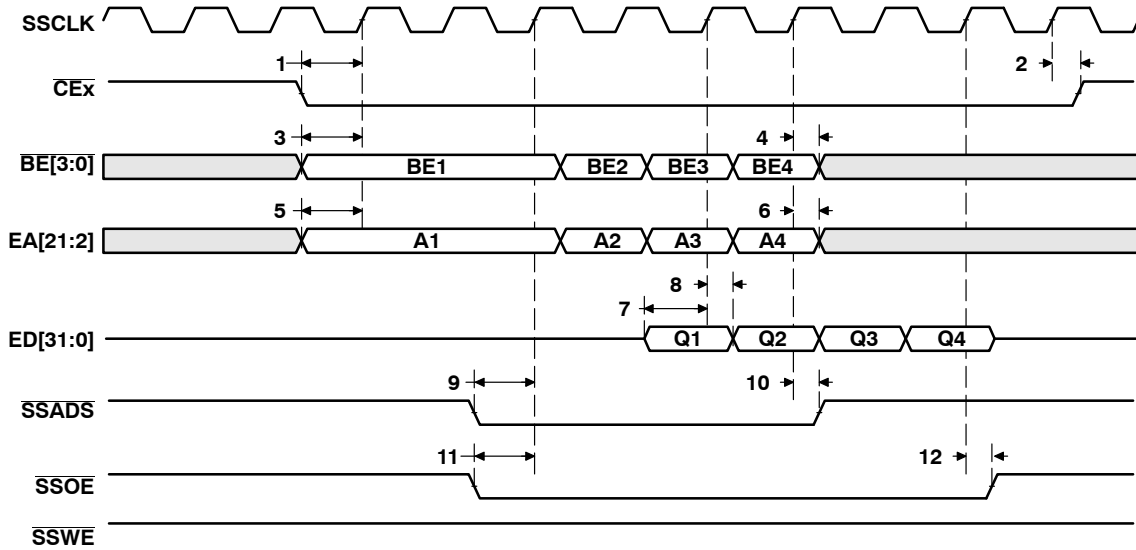 SSCLK
1 2
CEx
3 4
BE[3:0] BE1 BE2 BE3 BE4
5 6
EA[21:2] A1 A2 A3 A4
7 8
ED[31:0] Q1 Q2 Q3 Q4
9 10
SSADS
11 12
SSOE
SSWE